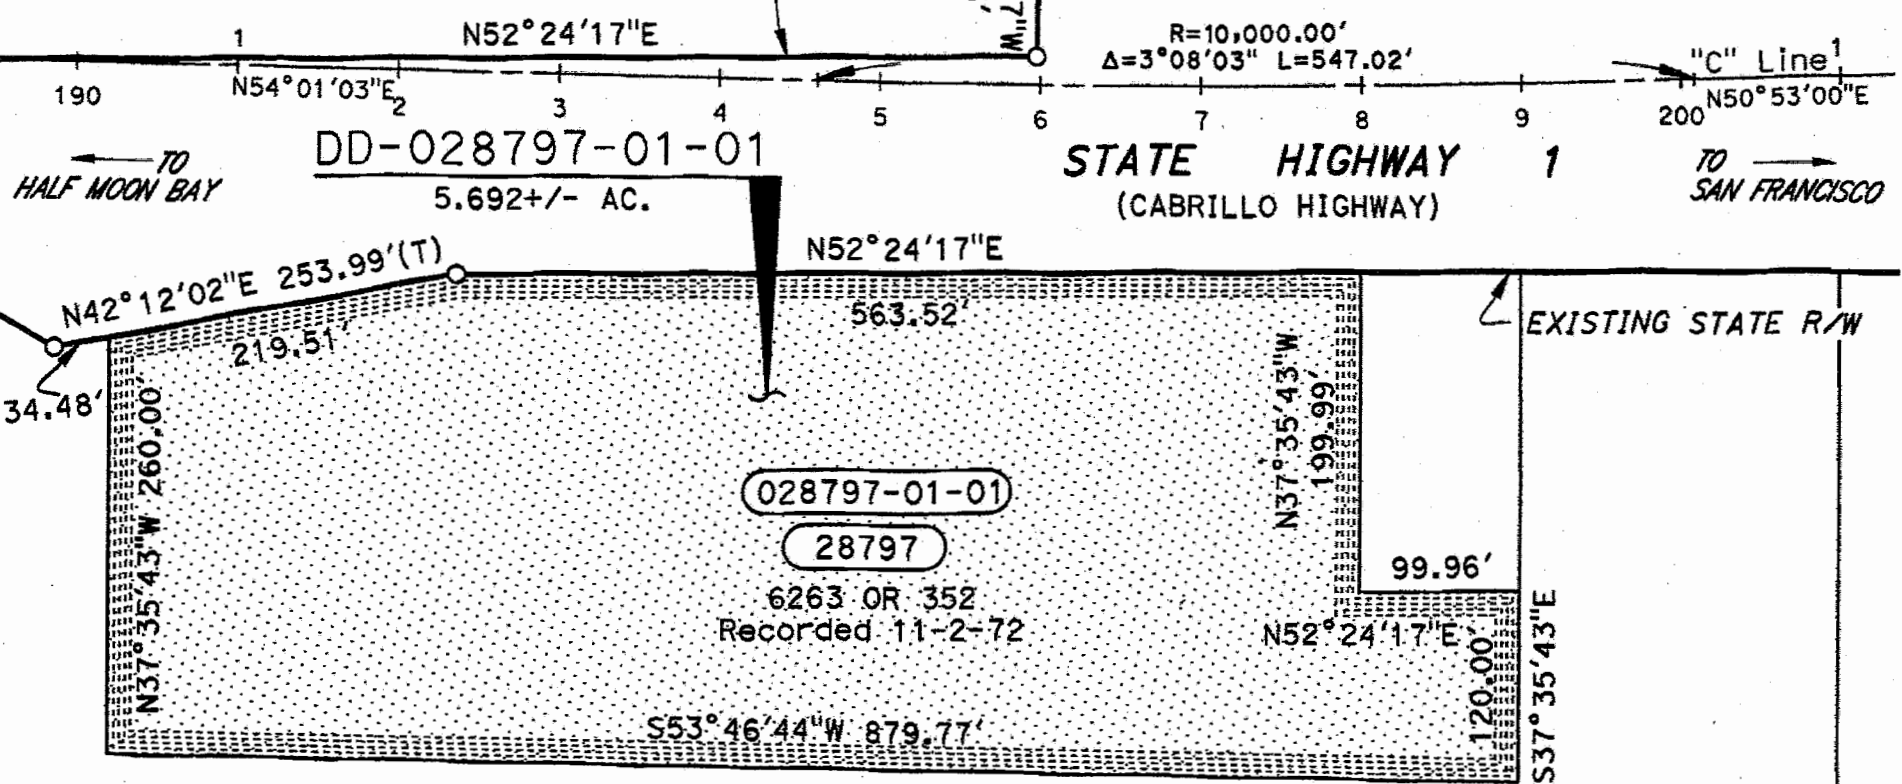 7"W
1
N52°24'17"E
R=10,000.00'
Δ=3°08'03" L=547.02'
"C" Line
1
190
N54°01'03"E
2
3
4
5
6
7
8
9
200
N50°53'00"E
TO
HALF MOON BAY
DD-028797-01-01
5.692+/- AC.
STATE HIGHWAY 1
(CABRILLO HIGHWAY)
TO
SAN FRANCISCO
N42°12'02"E 253.99'(T)
N52°24'17"E
563.52'
219.51'
34.48'
EXISTING STATE R/W
N37°35'43"W 260.00'
N37°35'43"W
199.99'
028797-01-01
28797
6263 OR 352
Recorded 11-2-72
99.96'
N52°24'17"E
120.00'
S37°35'43"E
S53°46'44"W 879.77'